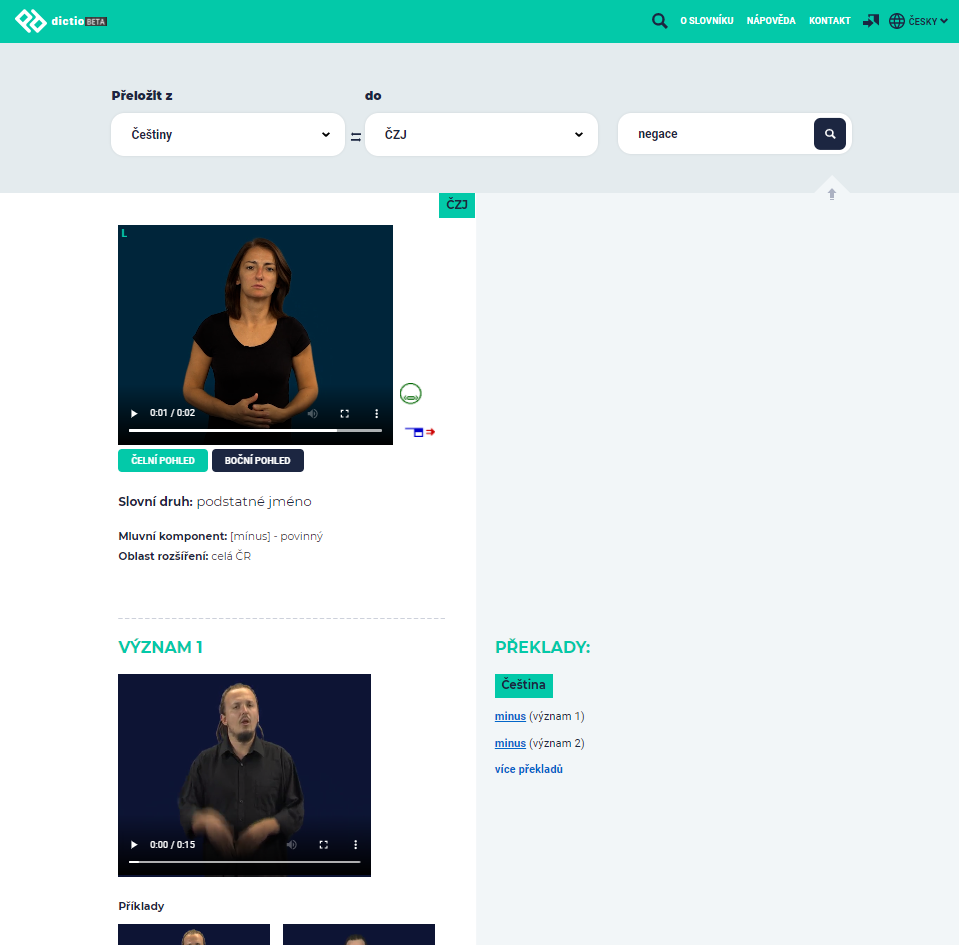 dictio BETA
O SLOVNÍKU NÁPOVĚDA KONTAKT ČESKY
Přeložit z do
Češtiny ČZJ negace
ČZJ
L
0:01 / 0:02
ČELNÍ POHLED BOČNÍ POHLED
Slovní druh: podstatné jméno
Mluvní komponent: [mínus] - povinný
Oblast rozšíření: celá ČR
VÝZNAM 1
PŘEKLADY:
Čeština
minus (význam 1)
minus (význam 2)
více překladů
0:00 / 0:15
Příklady